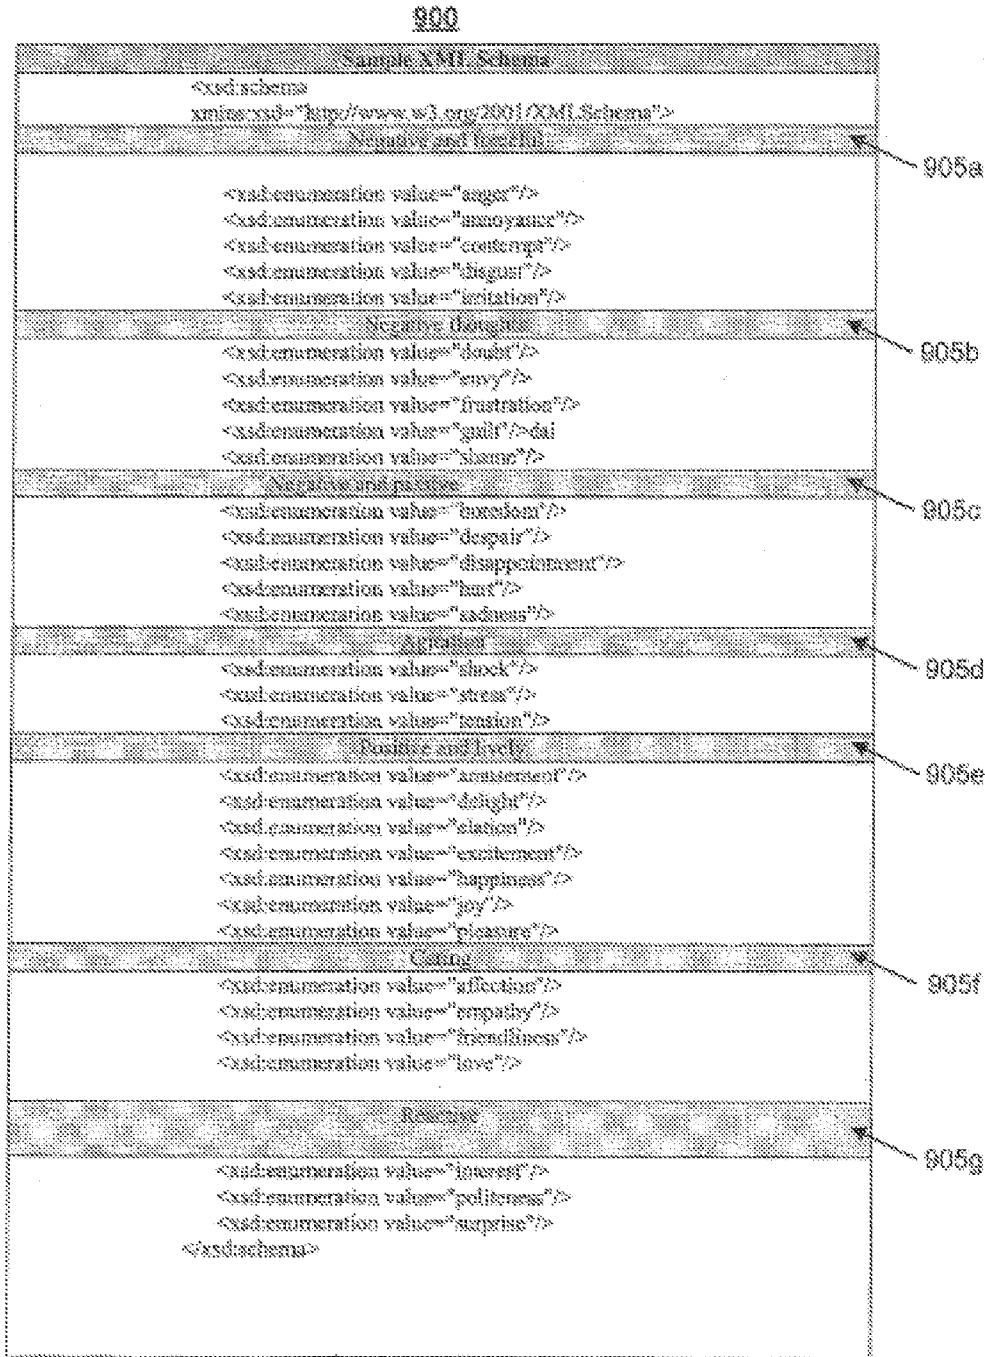 900
Sample XML Schema
<xsd:schema
xmlns:xsd="http://www.w3.org/2001/XMLSchema">
Negative and forceful
905a
<xsd:enumeration value="anger"/>
<xsd:enumeration value="annoyance"/>
<xsd:enumeration value="contempt"/>
<xsd:enumeration value="disgust"/>
<xsd:enumeration value="irritation"/>
Negative thoughts
905b
<xsd:enumeration value="doubt"/>
<xsd:enumeration value="envy"/>
<xsd:enumeration value="frustration"/>
<xsd:enumeration value="guilt"/>dai
<xsd:enumeration value="shame"/>
Negative and passive
905c
<xsd:enumeration value="boredom"/>
<xsd:enumeration value="despair"/>
<xsd:enumeration value="disappointment"/>
<xsd:enumeration value="hurt"/>
<xsd:enumeration value="sadness"/>
Agitation
905d
<xsd:enumeration value="shock"/>
<xsd:enumeration value="stress"/>
<xsd:enumeration value="tension"/>
Positive and lively
905e
<xsd:enumeration value="amusement"/>
<xsd:enumeration value="delight"/>
<xsd:enumeration value="elation"/>
<xsd:enumeration value="excitement"/>
<xsd:enumeration value="happiness"/>
<xsd:enumeration value="joy"/>
<xsd:enumeration value="pleasure"/>
Caring
905f
<xsd:enumeration value="affection"/>
<xsd:enumeration value="empathy"/>
<xsd:enumeration value="friendliness"/>
<xsd:enumeration value="love"/>
Reactive
905g
<xsd:enumeration value="interest"/>
<xsd:enumeration value="politeness"/>
<xsd:enumeration value="surprise"/>
</xsd:schema>